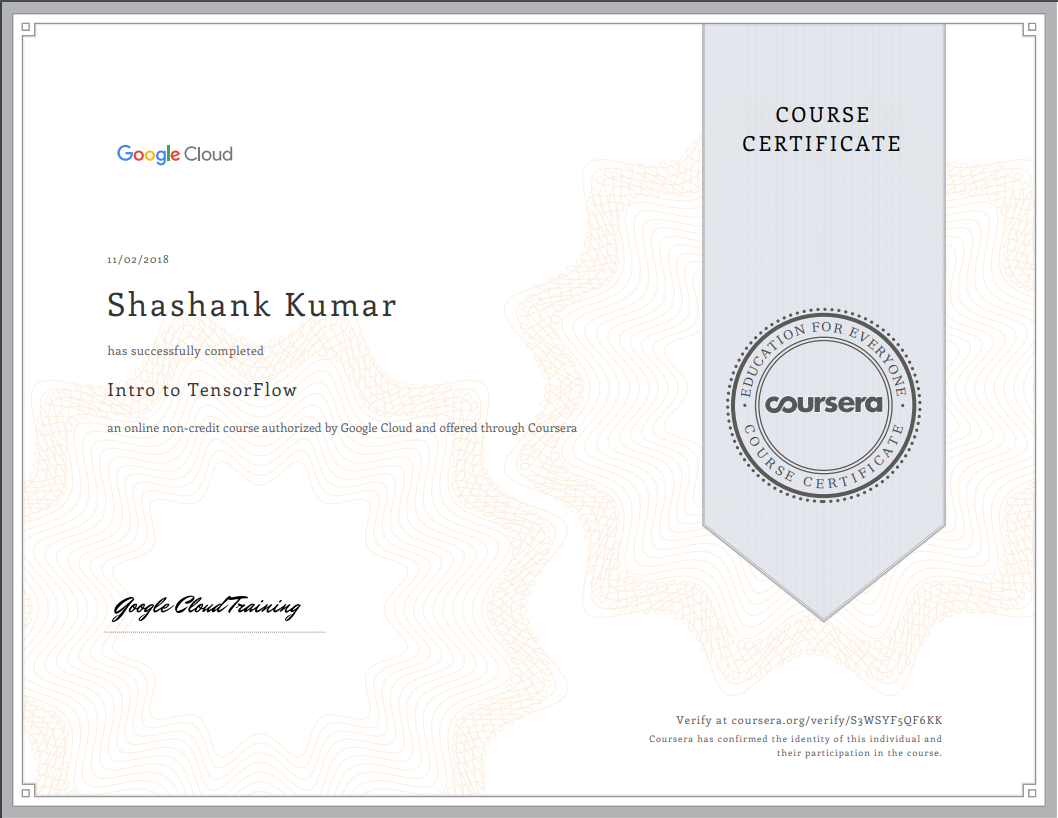 COURSE
CERTIFICATE
Google Cloud
11/02/2018
Shashank Kumar
has successfully completed
Intro to TensorFlow
an online non-credit course authorized by Google Cloud and offered through Coursera
EDUCATION FOR EVERYONE
coursera
COURSE CERTIFICATE
Google Cloud Training
Verify at coursera.org/verify/S3WSYF5QF6KK
Coursera has confirmed the identity of this individual and
their participation in the course.